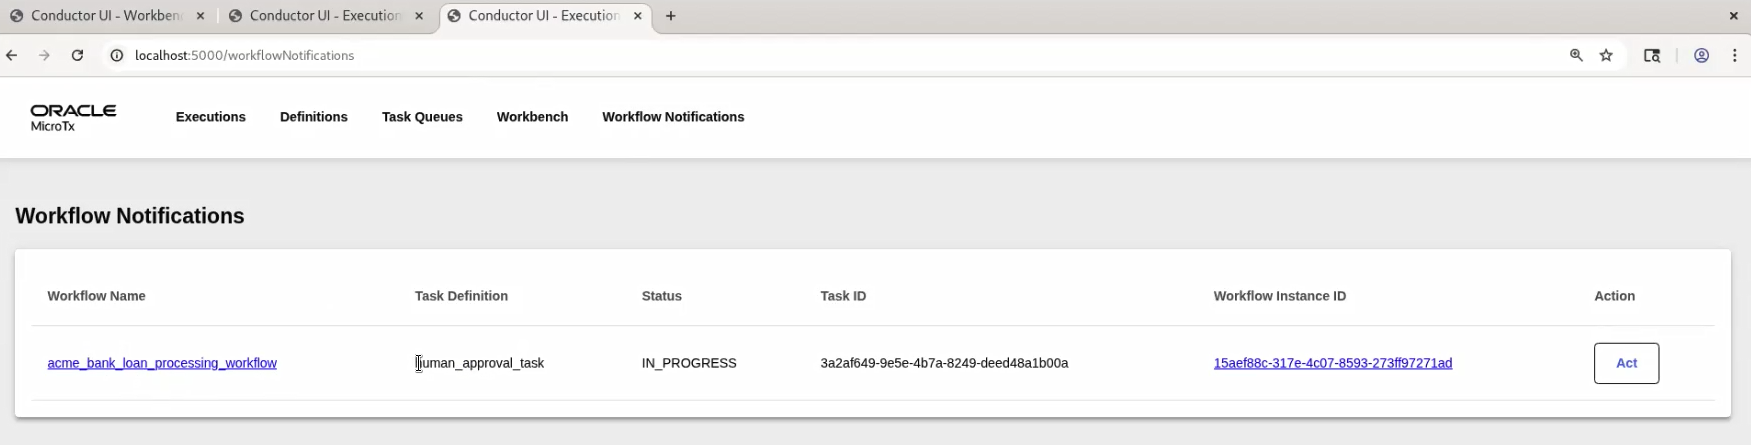 Conductor UI - Workben
Conductor UI - Execution
Conductor UI - Execution
localhost:5000/workflowNotifications
ORACLE
MicroTx
Executions Definitions Task Queues Workbench Workflow Notifications
Workflow Notifications
Workflow Name Task Definition Status Task ID Workflow Instance ID Action
acme_bank_loan_processing_workflow human_approval_task IN_PROGRESS 3a2af649-9e5e-4b7a-8249-deed48a1b00a 15aef88c-317e-4c07-8593-273ff97271ad Act